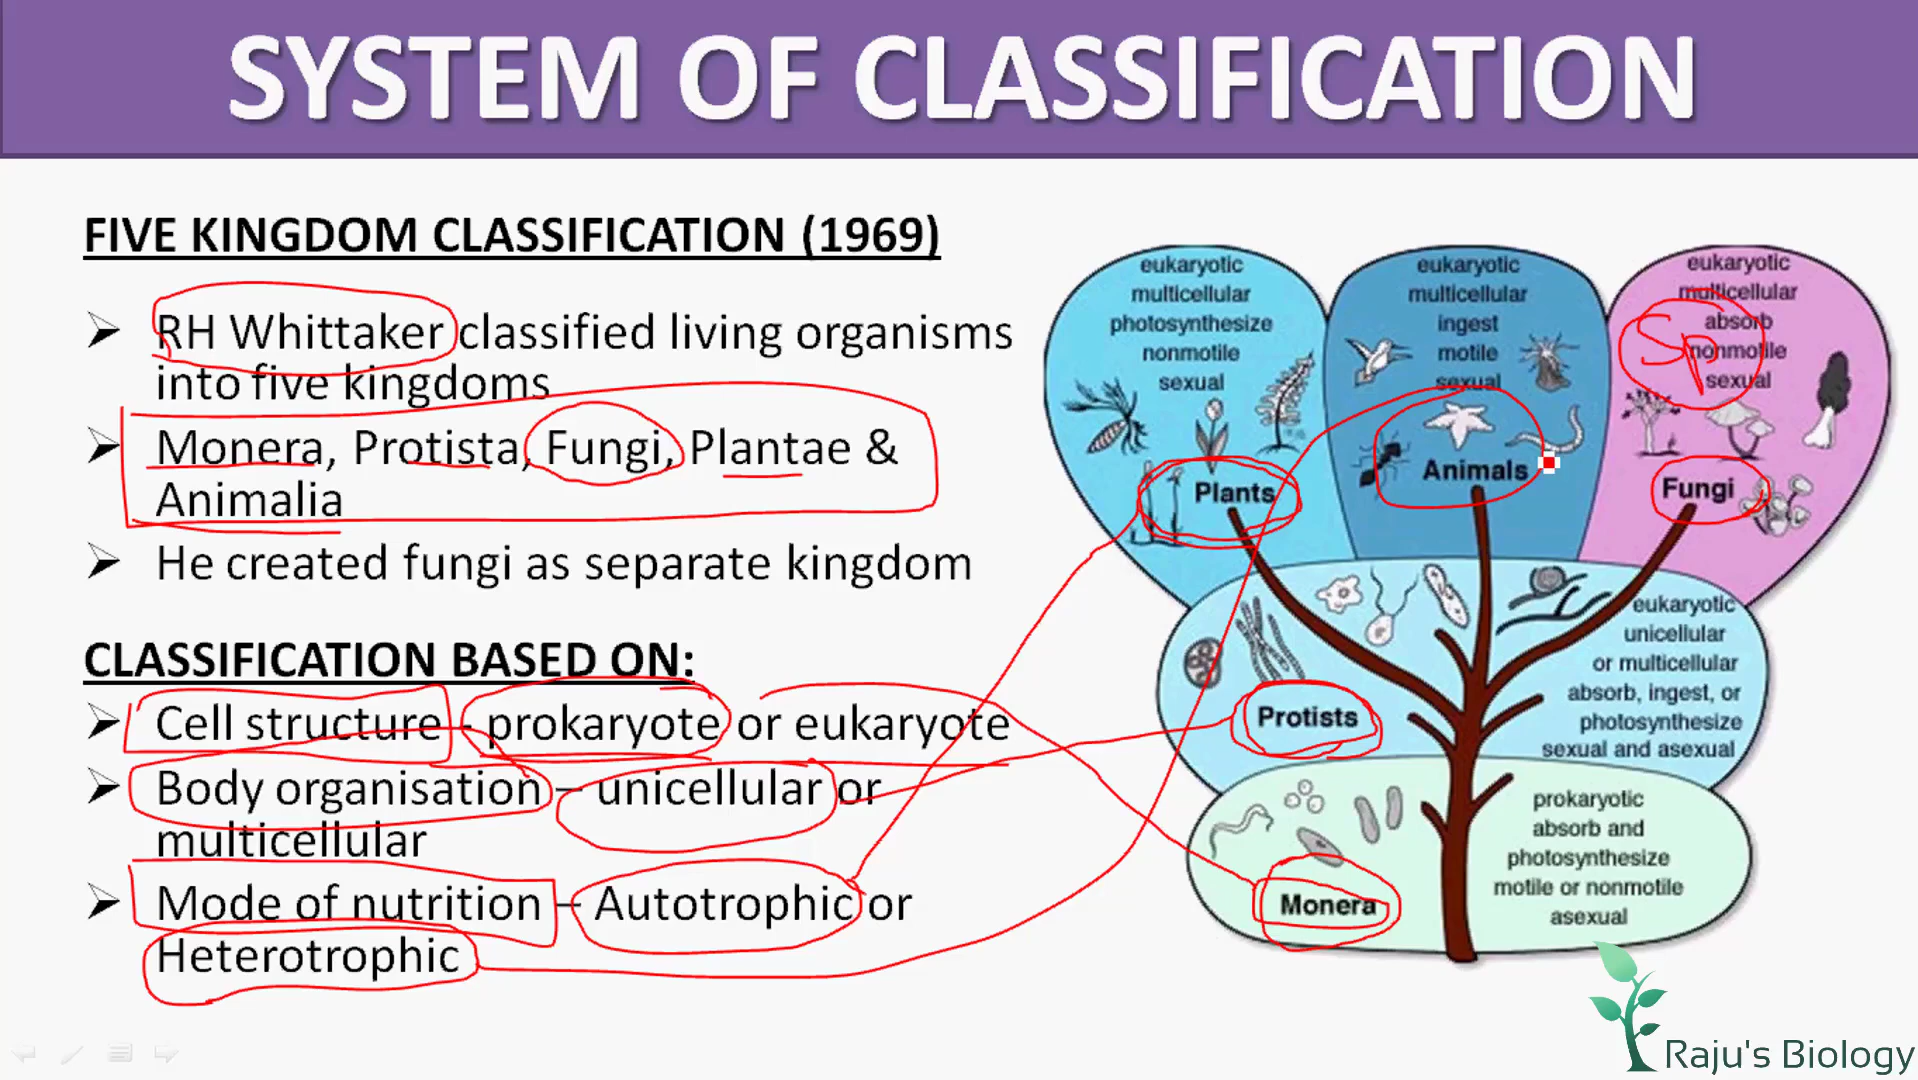 SYSTEM OF CLASSIFICATION
FIVE KINGDOM CLASSIFICATION (1969)
RH Whittaker classified living organisms
into five kingdoms
Monera, Protista, Fungi, Plantae &
Animalia
He created fungi as separate kingdom
CLASSIFICATION BASED ON:
Cell structure - prokaryote or eukaryote
Body organisation – unicellular or
multicellular
Mode of nutrition – Autotrophic or
Heterotrophic
eukaryotic
multicellular
photosynthesize
nonmotile
sexual
Plants
eukaryotic
multicellular
ingest
motile
sexual
Animals
eukaryotic
multicellular
absorb
nonmotile
sexual
Sp
Fungi
eukaryotic
unicellular
or multicellular
absorb, ingest, or
photosynthesize
sexual and asexual
Protists
prokaryotic
absorb and
photosynthesize
motile or nonmotile
asexual
Monera
Raju's Biology